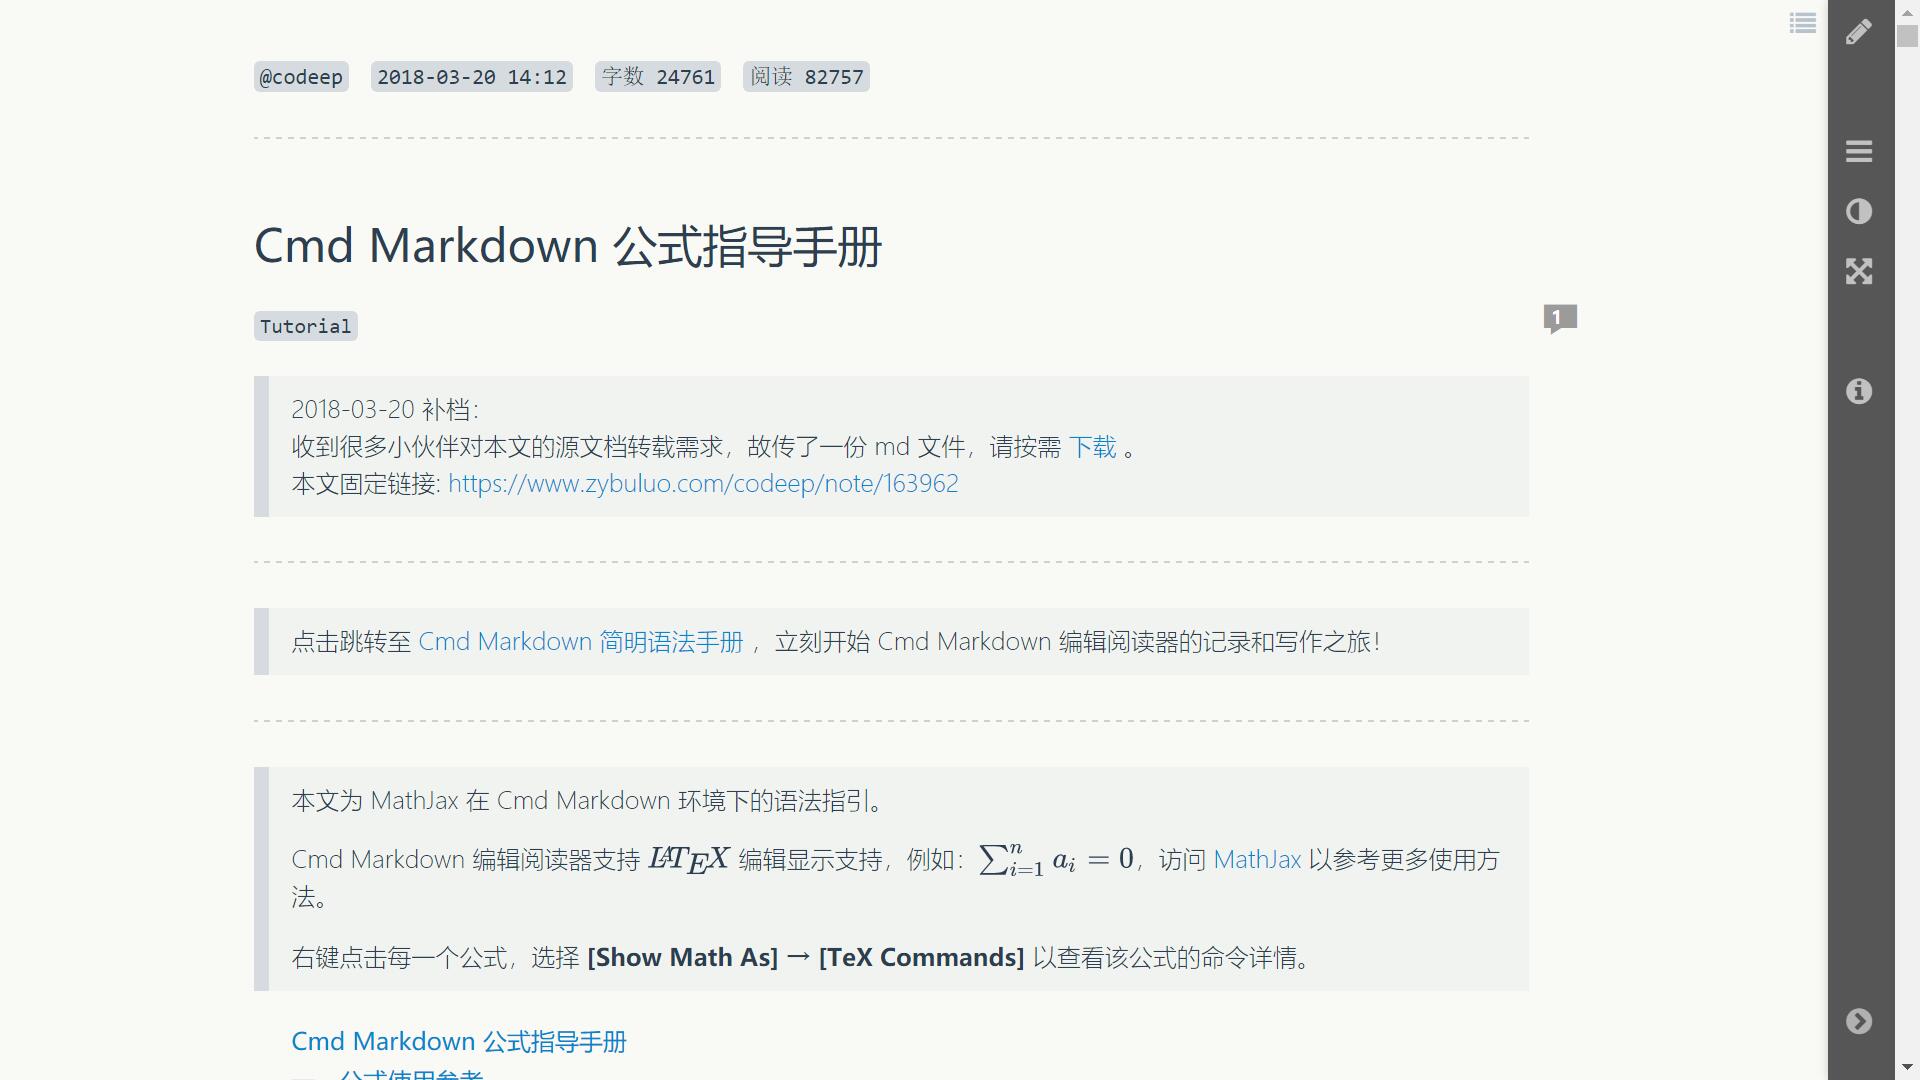 @codeep 2018-03-20 14:12 字数 24761 阅读 82757
Cmd Markdown 公式指导手册
Tutorial
1
2018-03-20 补档：
收到很多小伙伴对本文的源文档转载需求，故传了一份 md 文件，请按需 下载 。
本文固定链接: https://www.zybuluo.com/codeep/note/163962
点击跳转至 Cmd Markdown 简明语法手册 ，立刻开始 Cmd Markdown 编辑阅读器的记录和写作之旅！
本文为 MathJax 在 Cmd Markdown 环境下的语法指引。
Cmd Markdown 编辑阅读器支持 LATEX 编辑显示支持，例如：∑_{i=1}^{n} a_i = 0，访问 MathJax 以参考更多使用方
法。
右键点击每一个公式，选择 [Show Math As] → [TeX Commands] 以查看该公式的命令详情。
Cmd Markdown 公式指导手册
一、公式使用参考